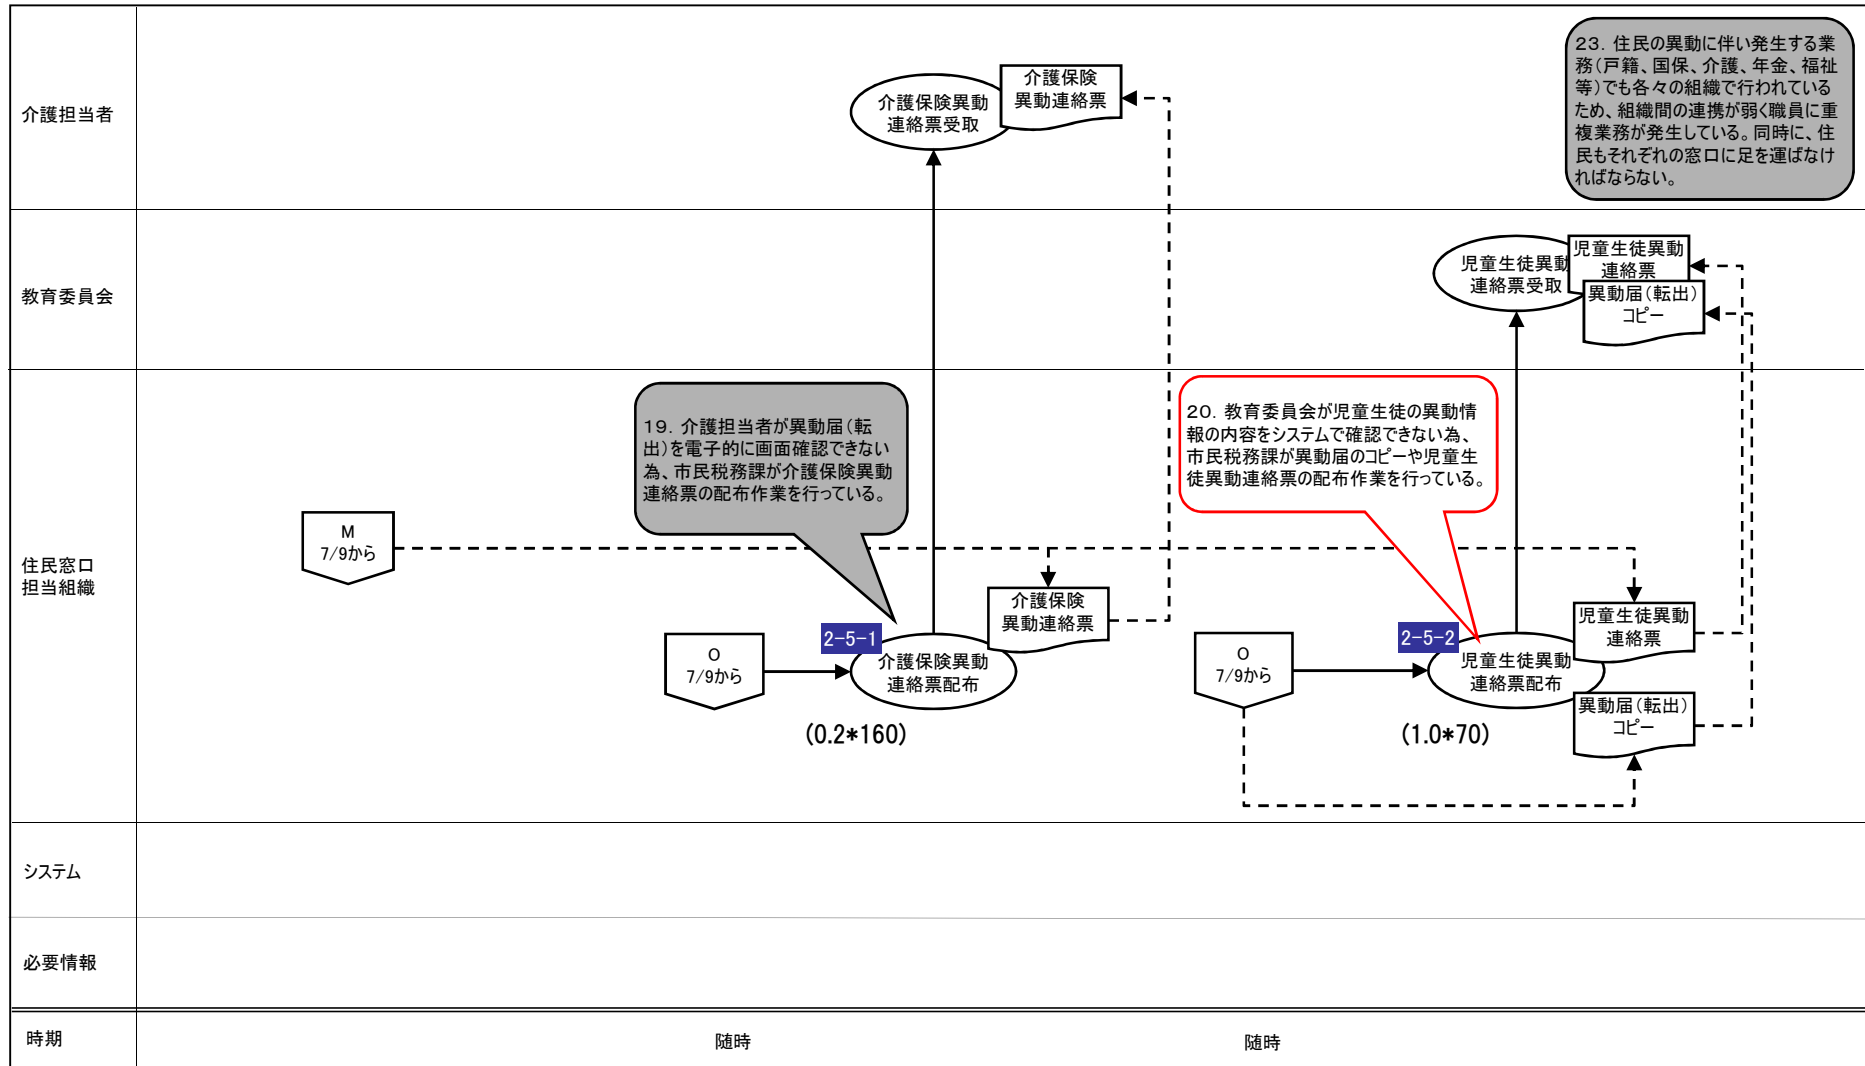 介護担当者
介護保険異動
連絡票受取
介護保険
異動連絡票
23. 住民の異動に伴い発生する業
務(戸籍、国保、介護、年金、福祉
等)でも各々の組織で行われている
ため、組織間の連携が弱く職員に重
複業務が発生している。同時に、住
民もそれぞれの窓口に足を運ばなけ
ればならない。
教育委員会
児童生徒異動
連絡票受取
児童生徒異動
連絡票
異動届(転出)
コピー
住民窓口
担当組織
19. 介護担当者が異動届(転
出)を電子的に画面確認できない
為、市民税務課が介護保険異動
連絡票の配布作業を行っている。
20. 教育委員会が児童生徒の異動情
報の内容をシステムで確認できない為、
市民税務課が異動届のコピーや児童生
徒異動連絡票の配布作業を行っている。
M
7/9から
O
7/9から
2-5-1
介護保険異動
連絡票配布
介護保険
異動連絡票
(0.2*160)
O
7/9から
2-5-2
児童生徒異動
連絡票配布
児童生徒異動
連絡票
異動届(転出)
コピー
(1.0*70)
システム
必要情報
時期
随時
随時